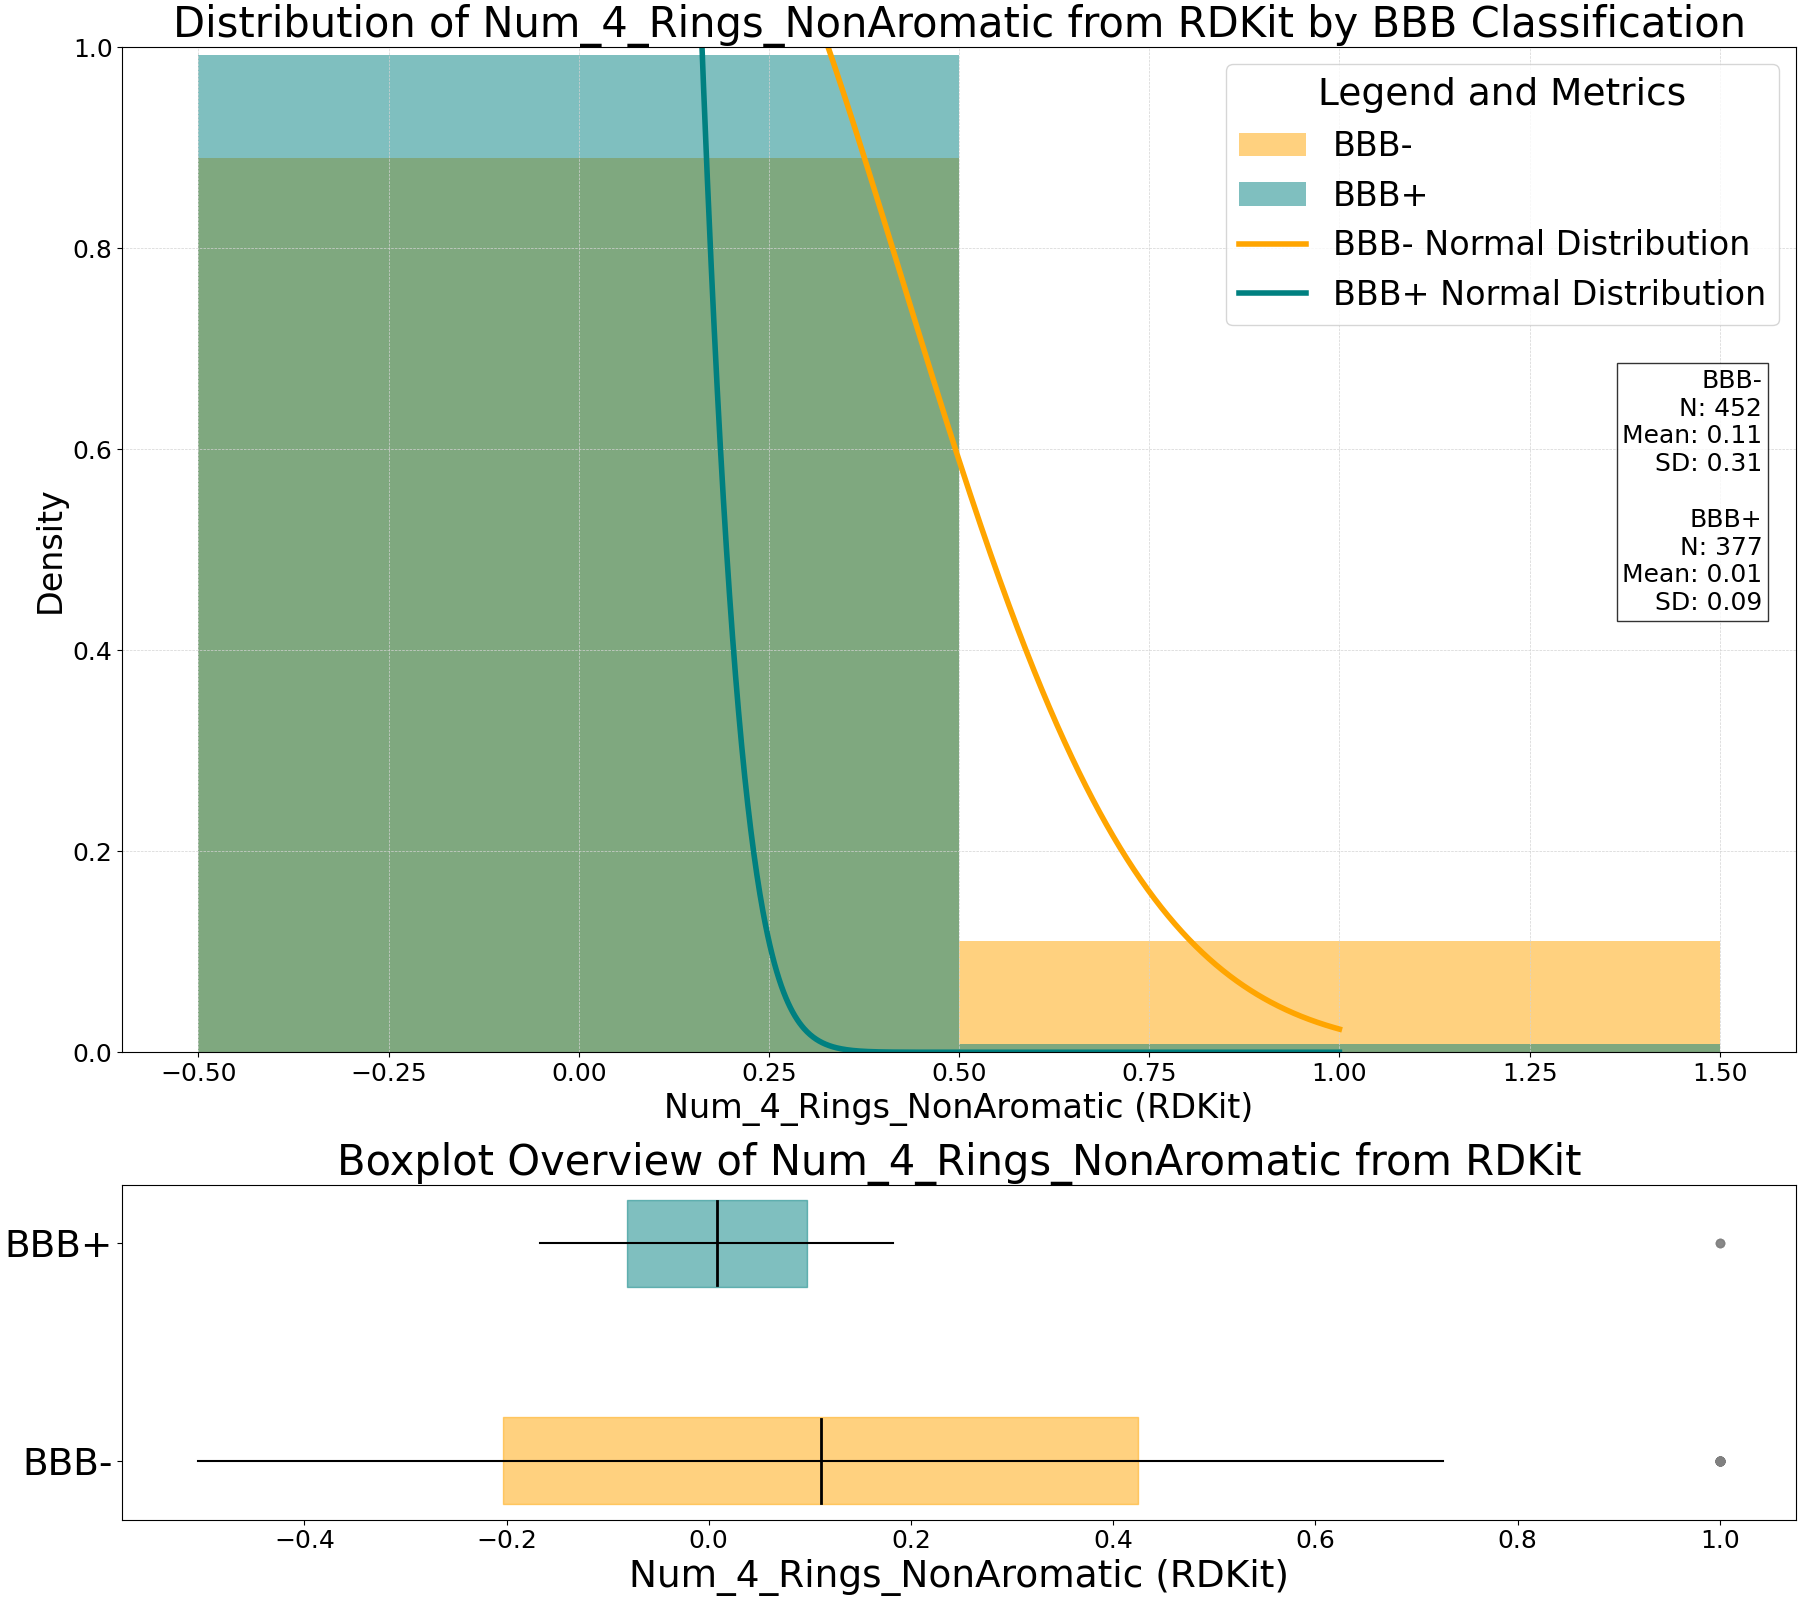 Distribution of Num_4_Rings_NonAromatic from RDKit by BBB Classification
Density
1.0
0.8
0.6
0.4
0.2
0.0
Legend and Metrics
BBB-
BBB+
BBB- Normal Distribution
BBB+ Normal Distribution
BBB-
N: 452
Mean: 0.11
SD: 0.31
BBB+
N: 377
Mean: 0.01
SD: 0.09
−0.50 −0.25 0.00 0.25 0.50 0.75 1.00 1.25 1.50
Num_4_Rings_NonAromatic (RDKit)
Boxplot Overview of Num_4_Rings_NonAromatic from RDKit
BBB+
BBB-
−0.4 −0.2 0.0 0.2 0.4 0.6 0.8 1.0
Num_4_Rings_NonAromatic (RDKit)